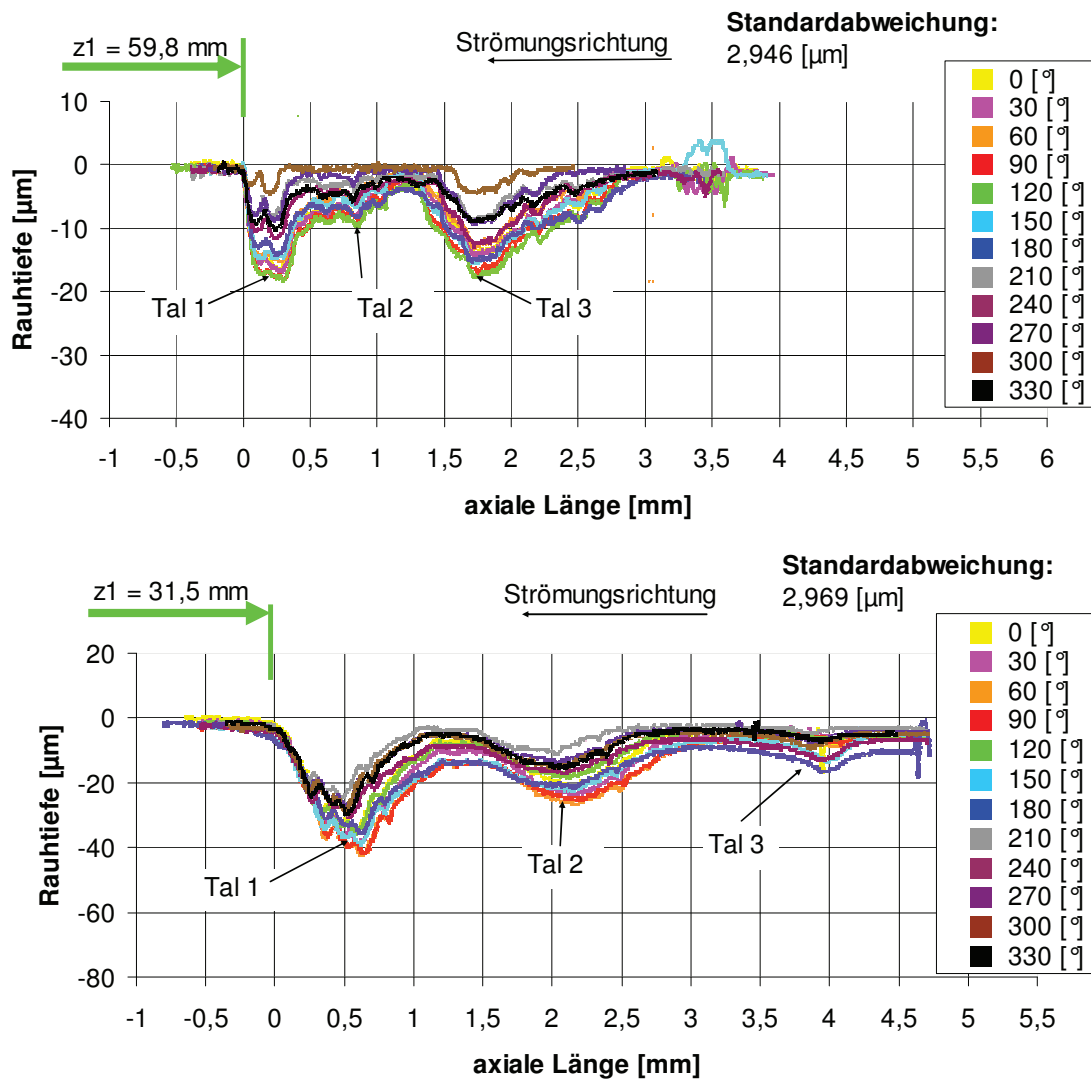 Standardabweichung:
2,946 [µm]
z1 = 59,8 mm
Strömungsrichtung
0 [°]
30 [°]
60 [°]
90 [°]
120 [°]
150 [°]
180 [°]
210 [°]
240 [°]
270 [°]
300 [°]
330 [°]
10
0
-10
-20
-30
-40
Rauhtiefe [µm]
Tal 1
Tal 2
Tal 3
-1 -0,5 0 0,5 1 1,5 2 2,5 3 3,5 4 4,5 5 5,5 6
axiale Länge [mm]
Standardabweichung:
2,969 [µm]
z1 = 31,5 mm
Strömungsrichtung
0 [°]
30 [°]
60 [°]
90 [°]
120 [°]
150 [°]
180 [°]
210 [°]
240 [°]
270 [°]
300 [°]
330 [°]
20
0
-20
-40
-60
-80
Rauhtiefe [µm]
Tal 1
Tal 2
Tal 3
-1 -0,5 0 0,5 1 1,5 2 2,5 3 3,5 4 4,5 5 5,5
axiale Länge [mm]